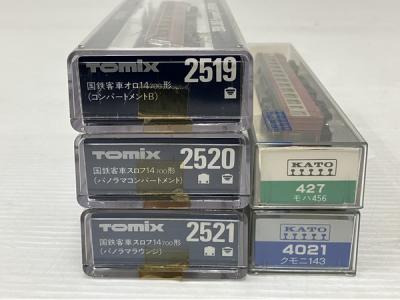 TOMIX 2519
国鉄客車オロ14 700形
(コンパートメントB)
TOMIX 2520
国鉄客車スロフ14 700形
(パノラマコンパートメント)
TOMIX 2521
国鉄客車スロフ14 700形
(パノラマラウンジ)
KATO
427
モハ456
KATO
4021
クモニ143